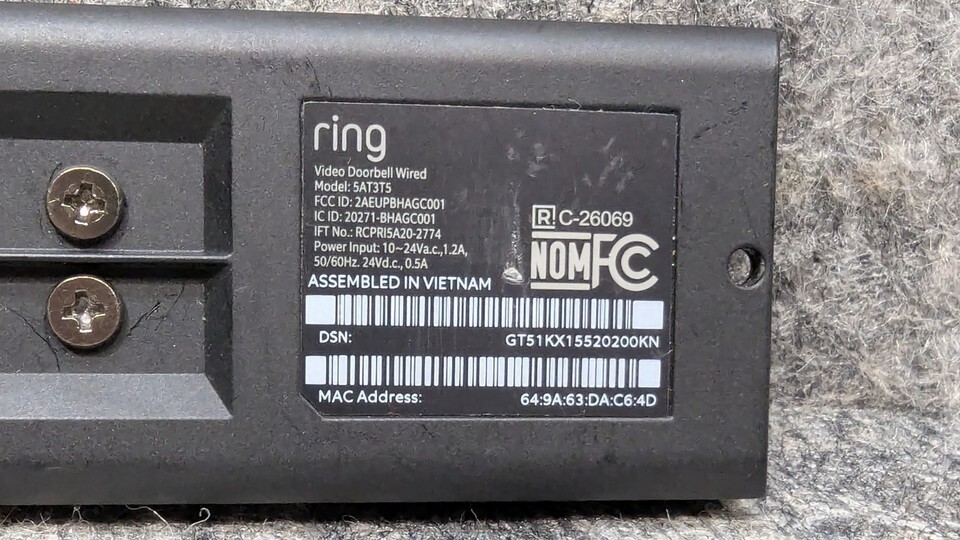 ring
Video Doorbell Wired
Model: 5AT3T5
FCC ID: 2AEUPBHAGC001
IC ID: 20271-BHAGC001
IFT No.: RCPRI5A20-2774
Power Input: 10~24Va.c.,1.2A,
50/60Hz. 24Vd.c., 0.5A
R! C-26069
NOM FC
ASSEMBLED IN VIETNAM
DSN: GT51KX15520200KN
MAC Address: 64:9A:63:DA:C6:4D